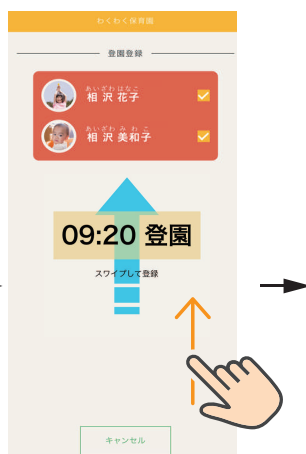 わくわく保育園
登園登録
あいざわ はなこ
相沢 花子
あいざわ みわこ
相沢 美和子
09:20 登園
スワイプして登録
キャンセル